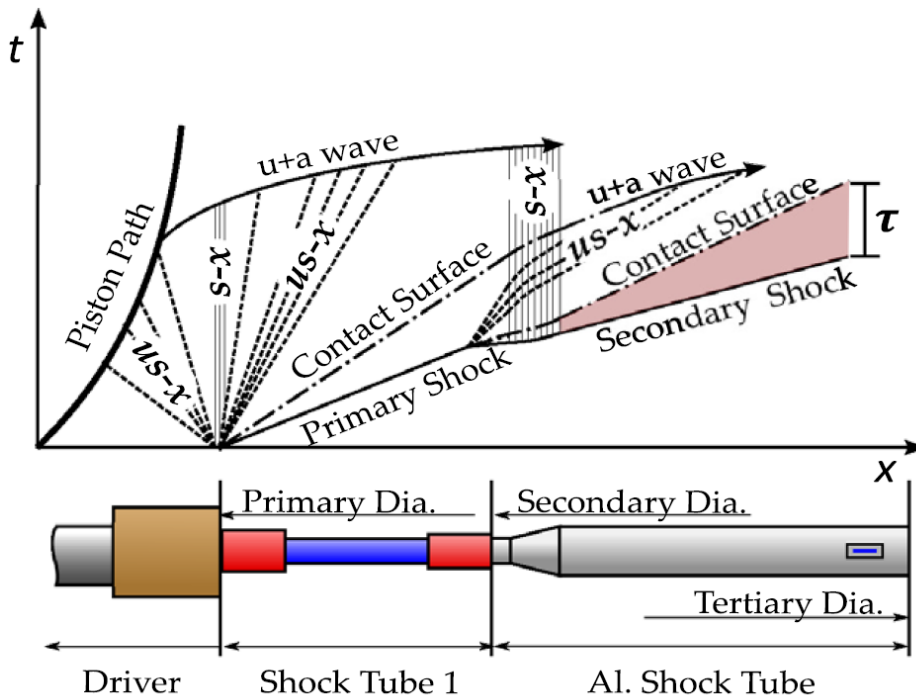 t
u+a wave
Piston Path
s-x
us-x
us-x
Contact Surface
Primary Shock
s-x
u+a wave
us-x
Contact Surface
Secondary Shock
τ
x
Primary Dia.
Secondary Dia.
Tertiary Dia.
Driver
Shock Tube 1
Al. Shock Tube